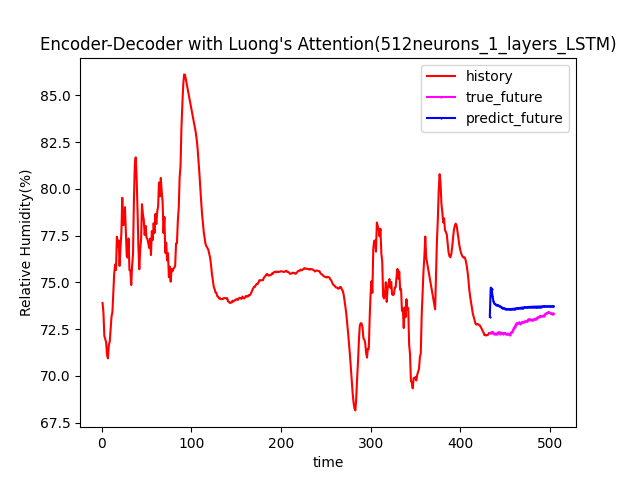 Encoder-Decoder with Luong's Attention(512neurons_1_layers_LSTM)
history
true_future
predict_future
Relative Humidity(%)
85.0
82.5
80.0
77.5
75.0
72.5
70.0
67.5
0 100 200 300 400 500
time